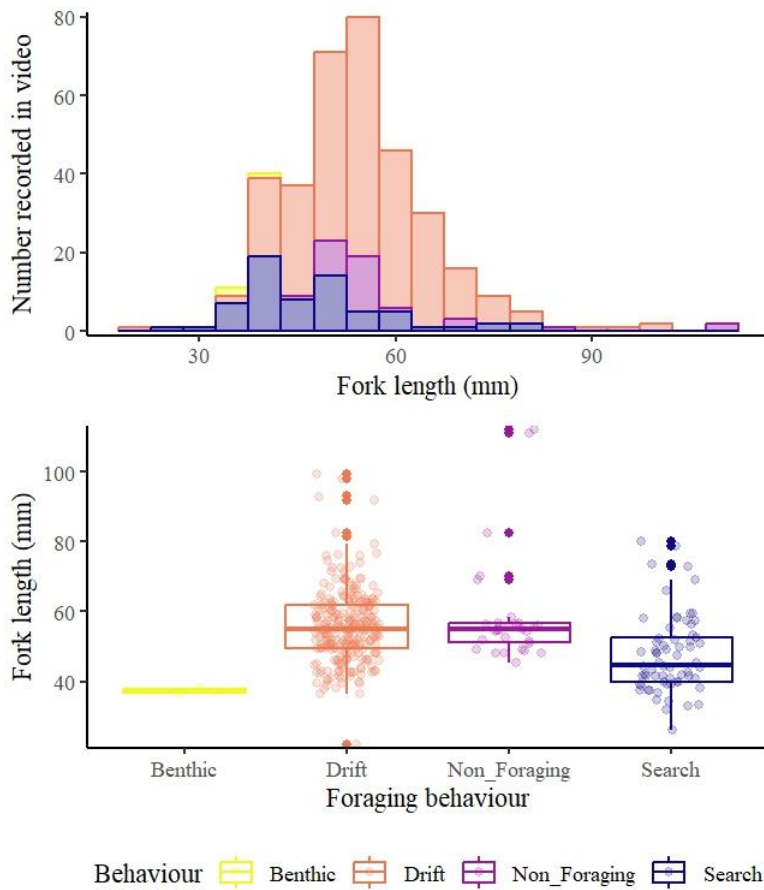 80
60
40
20
0
Number recorded in video
30 60 90
Fork length (mm)
100
80
60
40
Fork length (mm)
Benthic Drift Non_Foraging Search
Foraging behaviour
Behaviour Benthic Drift Non_Foraging Search